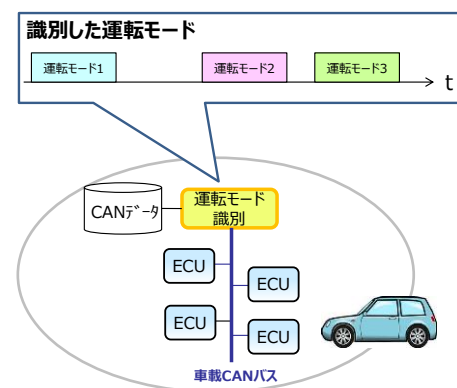 識別した運転モード
運転モード1
運転モード2
運転モード3
t
運転モード
識別
CANデータ
ECU
ECU
ECU
ECU
車載CANバス